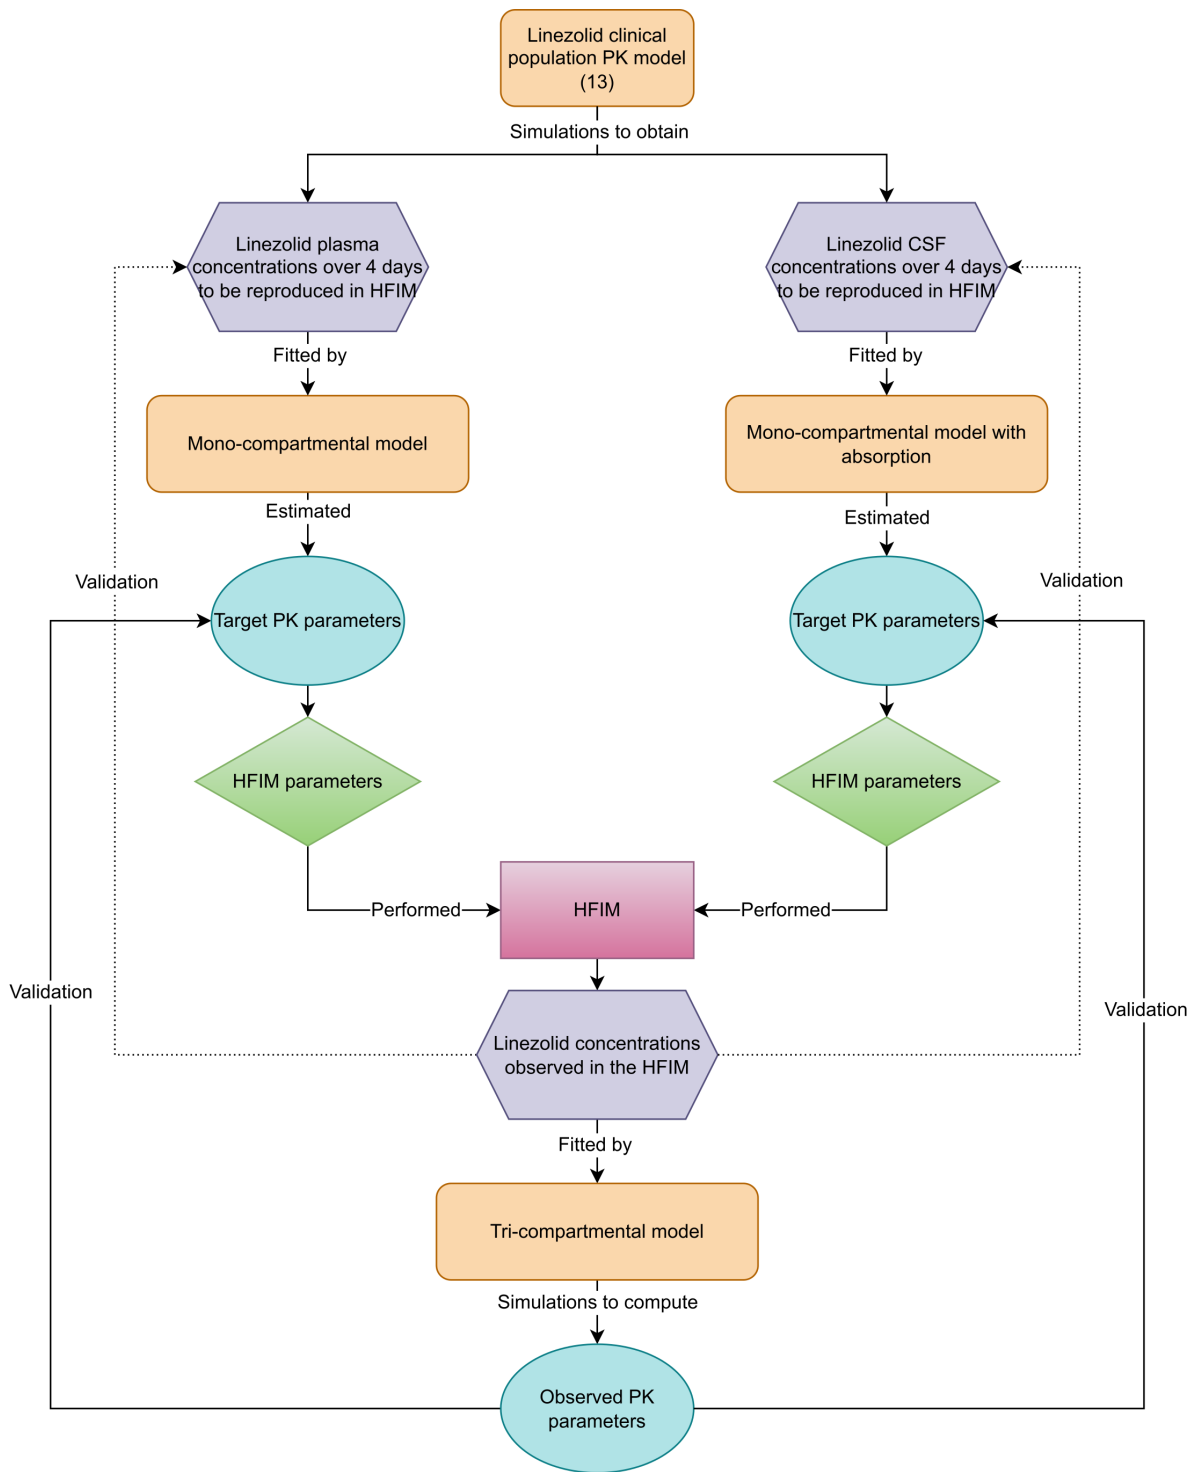 Linezolid clinical
population PK model
(13)
Simulations to obtain
Linezolid plasma
concentrations over 4 days
to be reproduced in HFIM
Linezolid CSF
concentrations over 4 days
to be reproduced in HFIM
Fitted by
Fitted by
Mono-compartmental model
Mono-compartmental model with
absorption
Estimated
Estimated
Validation
Validation
Target PK parameters
Target PK parameters
HFIM parameters
HFIM parameters
Performed
HFIM
Performed
Validation
Validation
Linezolid concentrations
observed in the HFIM
Fitted by
Tri-compartmental model
Simulations to compute
Observed PK
parameters